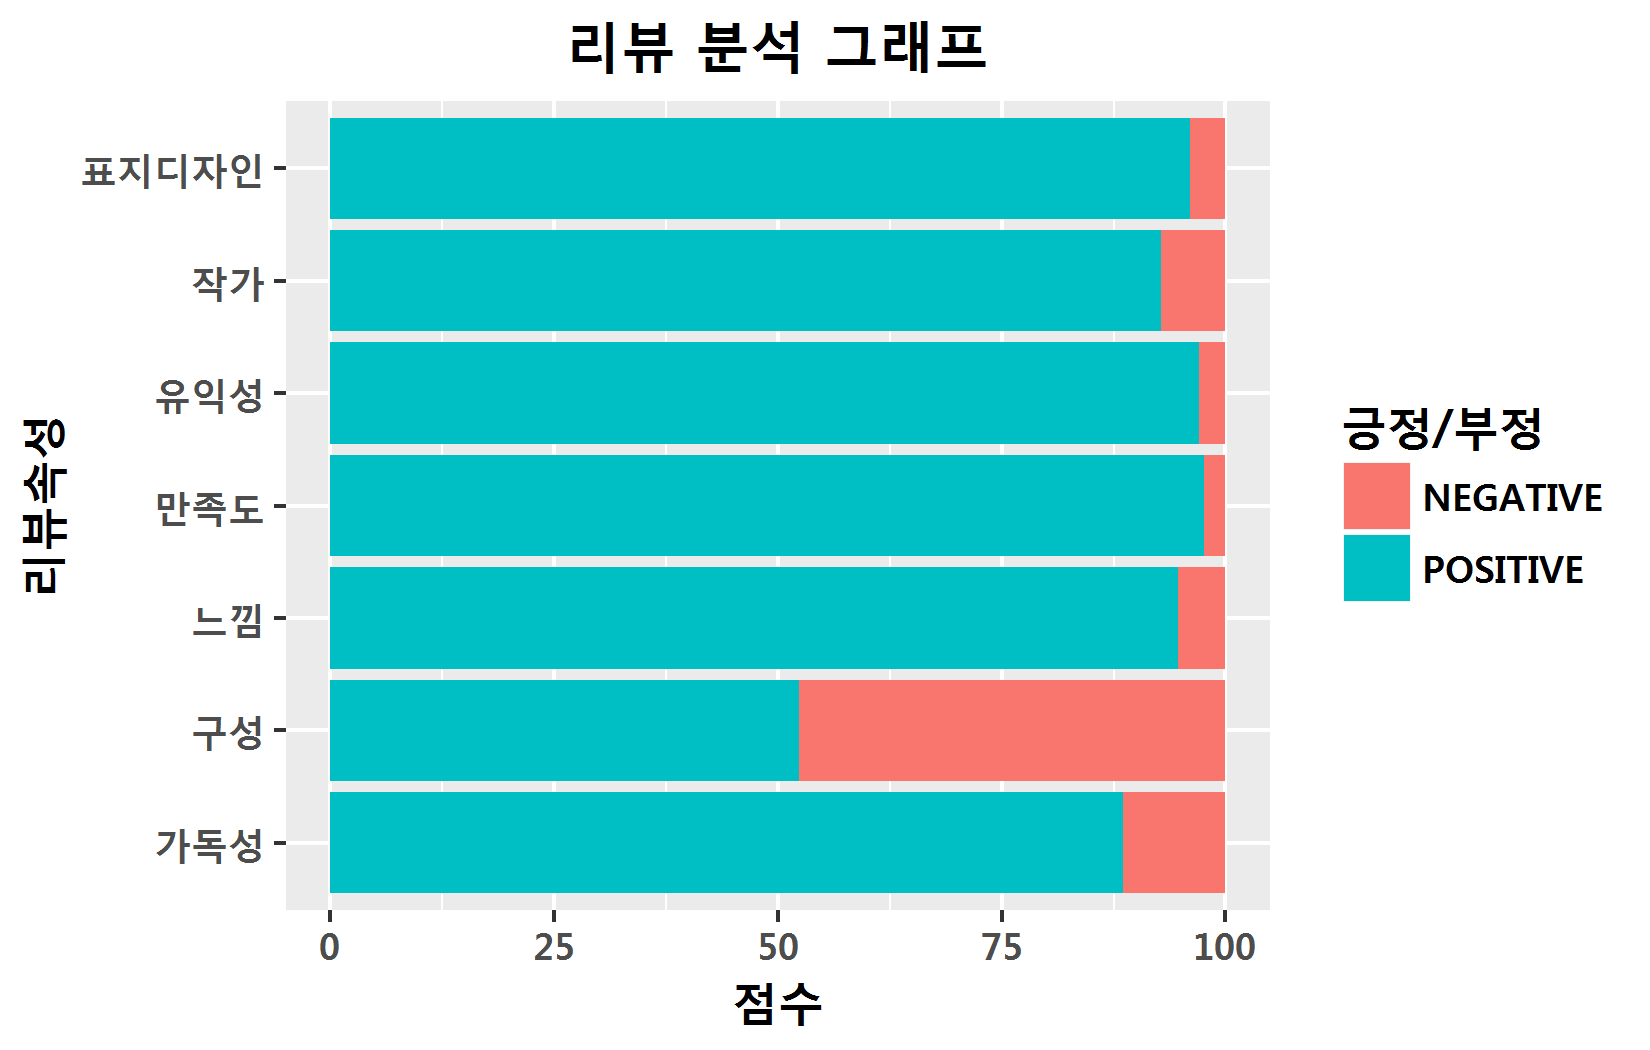 리뷰 분석 그래프
리뷰속성
표지디자인
작가
유익성
만족도
느낌
구성
가독성
0 25 50 75 100
점수
긍정/부정
NEGATIVE
POSITIVE